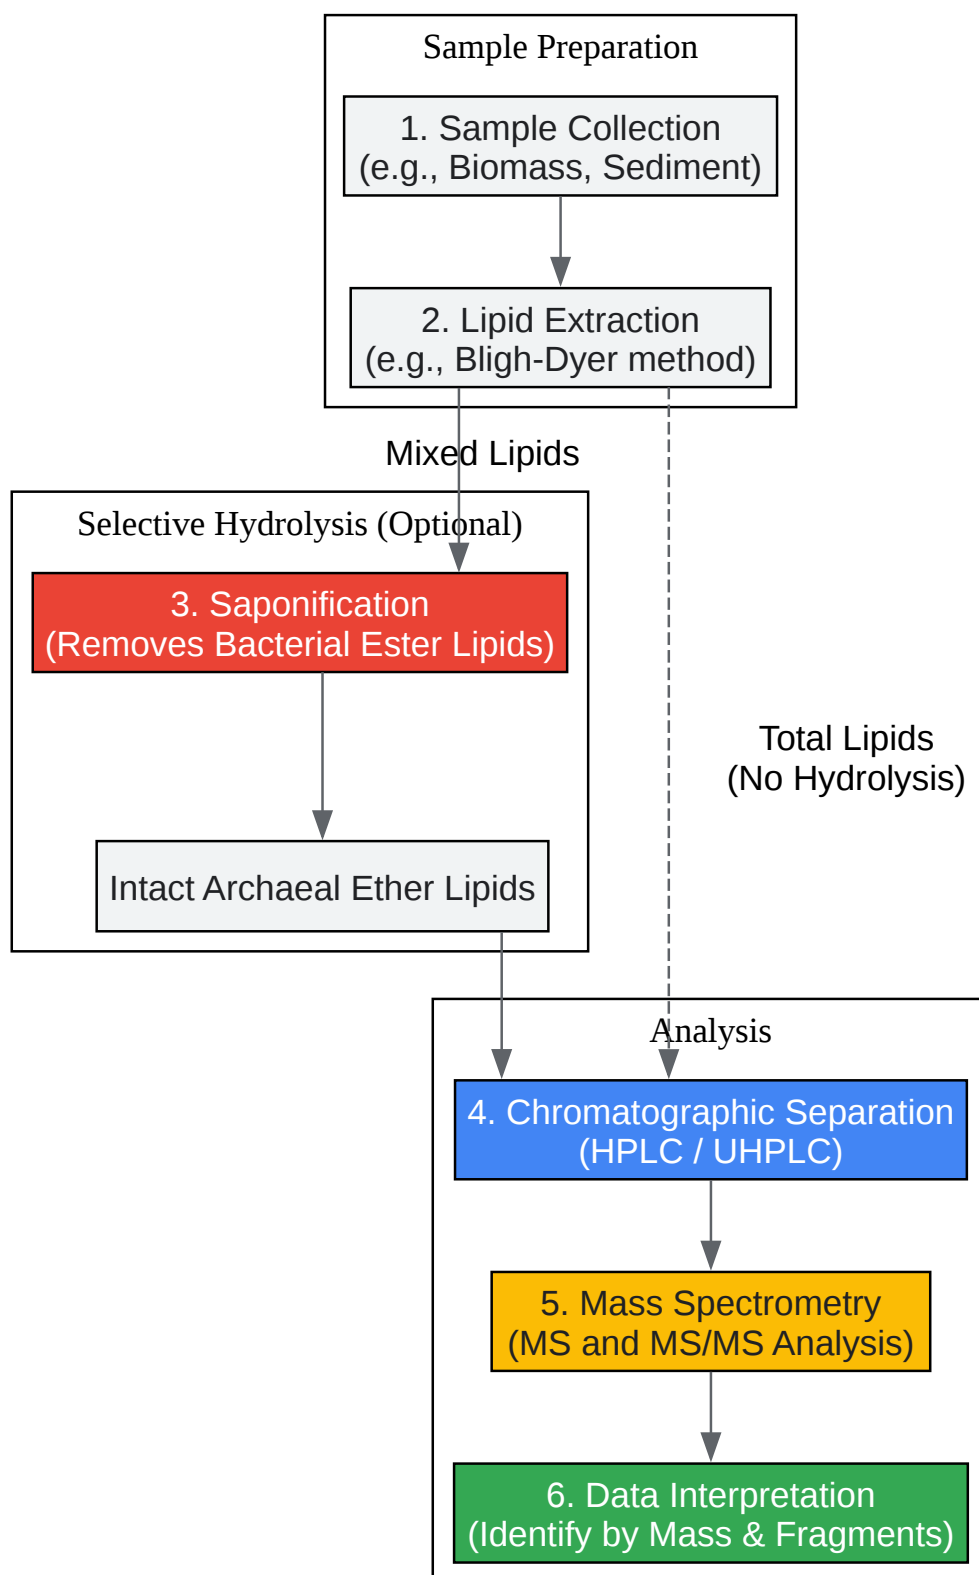 Sample Preparation
1. Sample Collection
(e.g., Biomass, Sediment)
2. Lipid Extraction
(e.g., Bligh-Dyer method)
Mixed Lipids
Selective Hydrolysis (Optional)
3. Saponification
(Removes Bacterial Ester Lipids)
Total Lipids
(No Hydrolysis)
Intact Archaeal Ether Lipids
Analysis
4. Chromatographic Separation
(HPLC / UHPLC)
5. Mass Spectrometry
(MS and MS/MS Analysis)
6. Data Interpretation
(Identify by Mass & Fragments)